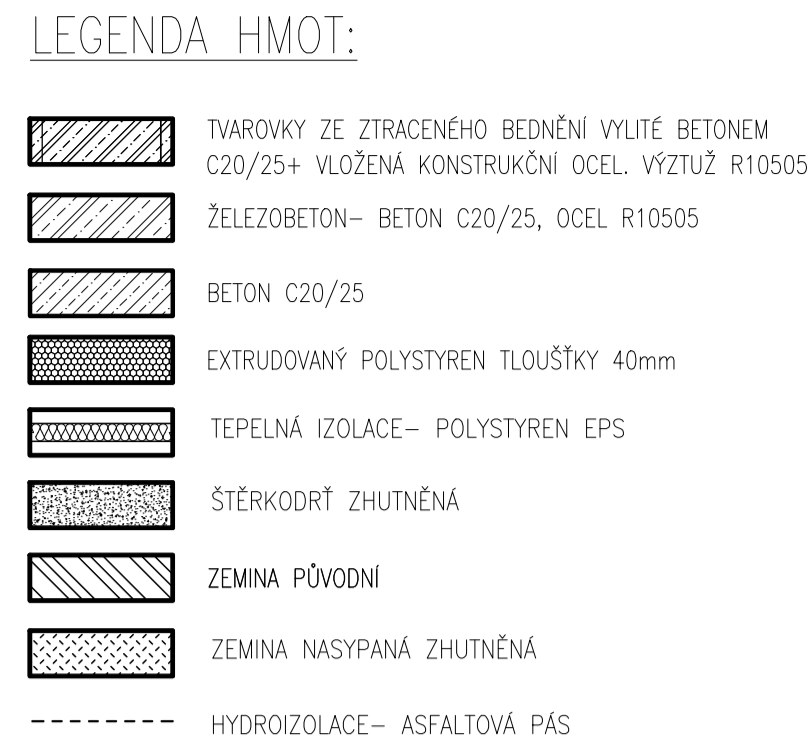 LEGENDA HMOT:
TVAROVKY ZE ZTRACENÉHO BEDNĚNÍ VYLITÉ BETONEM
C20/25+ VLOŽENÁ KONSTRUKČNÍ OCEL. VÝZTUŽ R10505
ŽELEZOBETON– BETON C20/25, OCEL R10505
BETON C20/25
EXTRUDOVANÝ POLYSTYREN TLOUŠŤKY 40mm
TEPELNÁ IZOLACE– POLYSTYREN EPS
ŠTĚRKODRŤ ZHUTNĚNÁ
ZEMINA PŮVODNÍ
ZEMINA NASYPANÁ ZHUTNĚNÁ
HYDROIZOLACE– ASFALTOVÁ PÁS